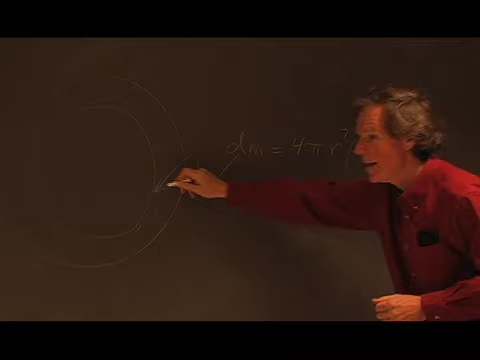 dm = 4πr²